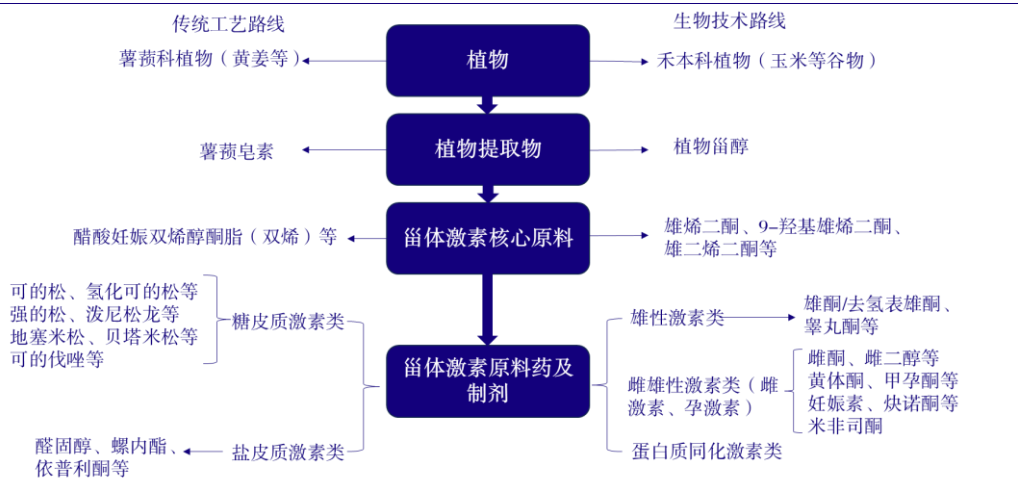 传统工艺路线
生物技术路线
薯蓣科植物（黄姜等）
植物
禾本科植物（玉米等谷物）
薯蓣皂素
植物提取物
植物甾醇
醋酸妊娠双烯醇酮脂（双烯）等
甾体激素核心原料
雄烯二酮、9-羟基雄烯二酮、
雄二烯二酮等
可的松、氢化可的松等
强的松、泼尼松龙等
地塞米松、贝塔米松等
可的伐唑等
糖皮质激素类
雄性激素类
雄酮/去氢表雄酮、
睾丸酮等
甾体激素原料药及
制剂
雌雄性激素类（雌
激素、孕激素）
雌酮、雌二醇等
黄体酮、甲孕酮等
妊娠素、炔诺酮等
米非司酮
醛固醇、螺内酯、
依普利酮等
盐皮质激素类
蛋白质同化激素类